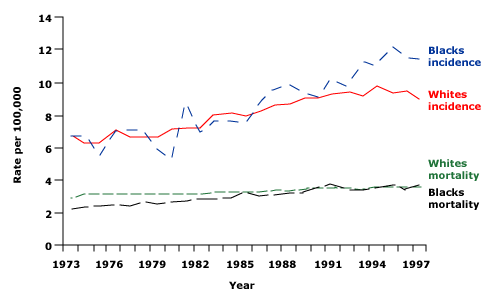 14
12
10
8
6
4
2
0
Rate per 100,000
Blacks
incidence
Whites
incidence
Whites
mortality
Blacks
mortality
1973 1976 1979 1982 1985 1988 1991 1994 1997
Year